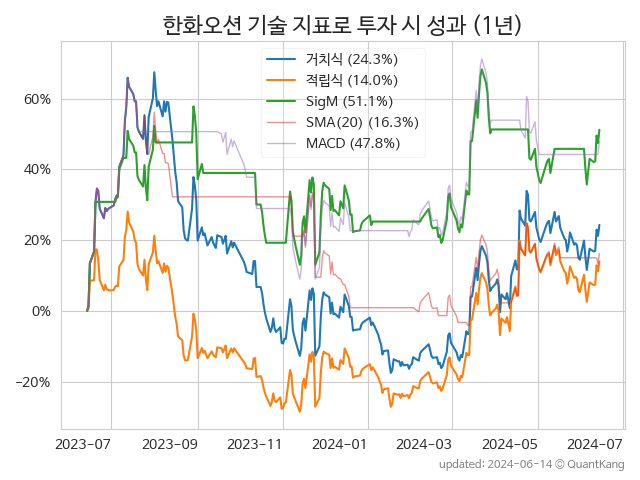 한화오션 기술 지표로 투자 시 성과 (1년)
거치식 (24.3%)
적립식 (14.0%)
SigM (51.1%)
SMA(20) (16.3%)
MACD (47.8%)
60%
40%
20%
0%
−20%
2023-07 2023-09 2023-11 2024-01 2024-03 2024-05 2024-07
updated: 2024-06-14 © QuantKang